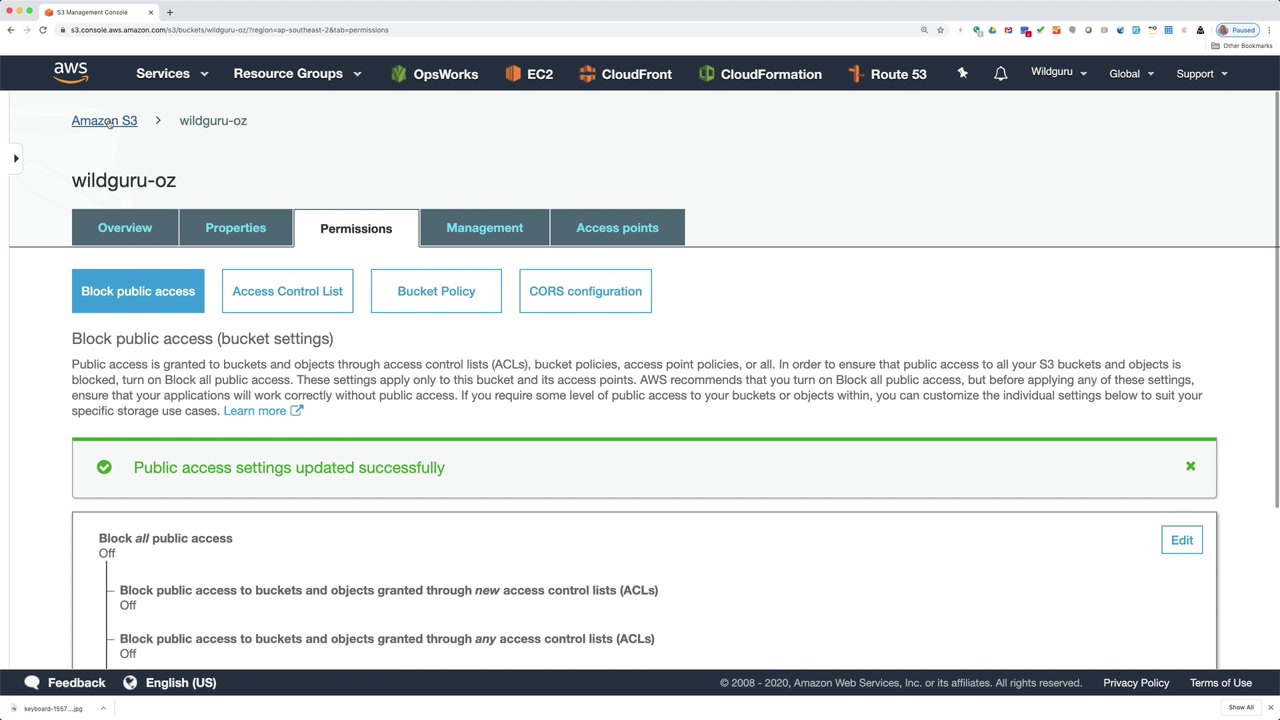 S3 Management Console
s3.console.aws.amazon.com/s3/buckets/wildguru-oz/?region=ap-southeast-2&tab=permissions
Paused
Other Bookmarks
aws
Services
Resource Groups
OpsWorks
EC2
CloudFront
CloudFormation
Route 53
Wildguru
Global
Support
Amazon S3
wildguru-oz
wildguru-oz
Overview
Properties
Permissions
Management
Access points
Block public access
Access Control List
Bucket Policy
CORS configuration
Block public access (bucket settings)
Public access is granted to buckets and objects through access control lists (ACLs), bucket policies, access point policies, or all. In order to ensure that public access to all your S3 buckets and objects is
blocked, turn on Block all public access. These settings apply only to this bucket and its access points. AWS recommends that you turn on Block all public access, but before applying any of these settings,
ensure that your applications will work correctly without public access. If you require some level of public access to your buckets or objects within, you can customize the individual settings below to suit your
specific storage use cases. Learn more
Public access settings updated successfully
Block all public access
Off
Edit
Block public access to buckets and objects granted through new access control lists (ACLs)
Off
Block public access to buckets and objects granted through any access control lists (ACLs)
Off
Feedback
English (US)
© 2008 - 2020, Amazon Web Services, Inc. or its affiliates. All rights reserved.
Privacy Policy
Terms of Use
keyboard-1557....jpg
Show All